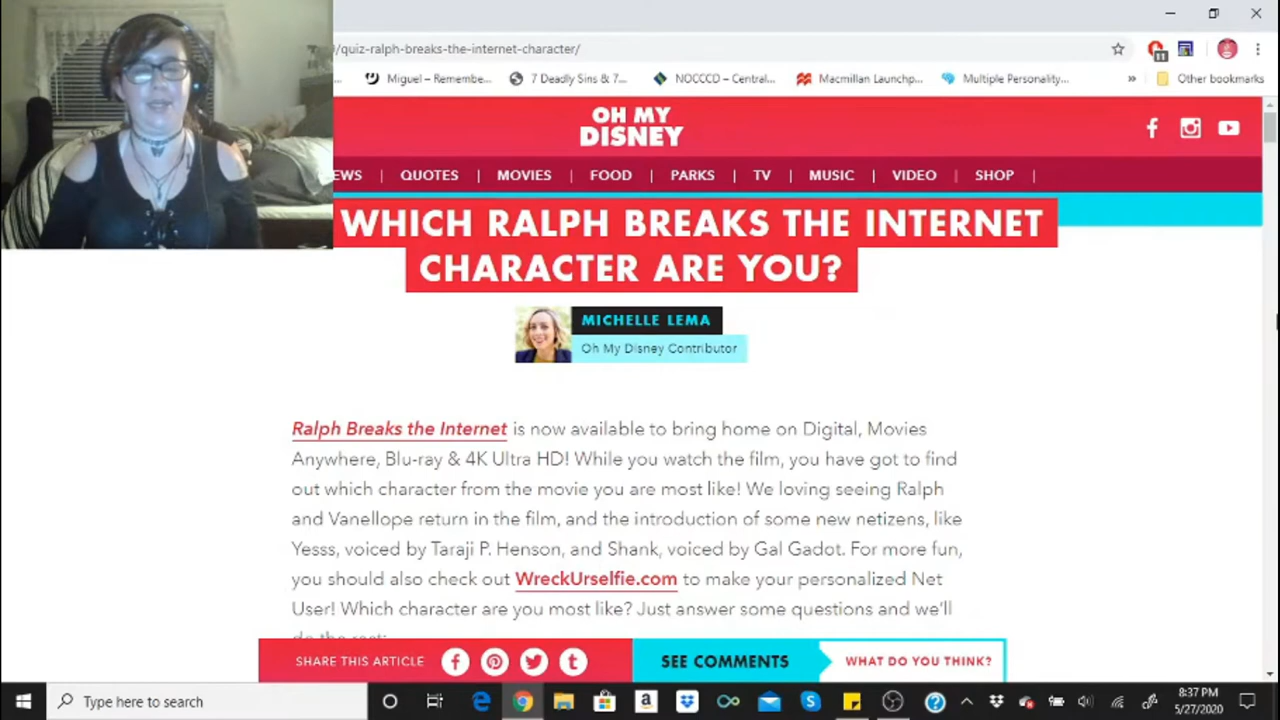 /quiz-ralph-breaks-the-internet-character/
Miguel – Remembe...
7 Deadly Sins & 7...
NOCCCD – Central...
Macmillan Launchp...
Multiple Personality...
»
Other bookmarks
OH MY
DISNEY
EWS | QUOTES | MOVIES | FOOD | PARKS | TV | MUSIC | VIDEO | SHOP |
WHICH RALPH BREAKS THE INTERNET
CHARACTER ARE YOU?
MICHELLE LEMA
Oh My Disney Contributor
Ralph Breaks the Internet is now available to bring home on Digital, Movies
Anywhere, Blu-ray & 4K Ultra HD! While you watch the film, you have got to find
out which character from the movie you are most like! We loving seeing Ralph
and Vanellope return in the film, and the introduction of some new netizens, like
Yesss, voiced by Taraji P. Henson, and Shank, voiced by Gal Gadot. For more fun,
you should also check out WreckUrselfie.com to make your personalized Net
User! Which character are you most like? Just answer some questions and we'll
do the rest:
SHARE THIS ARTICLE
SEE COMMENTS
WHAT DO YOU THINK?
Type here to search
8:37 PM
5/27/2020